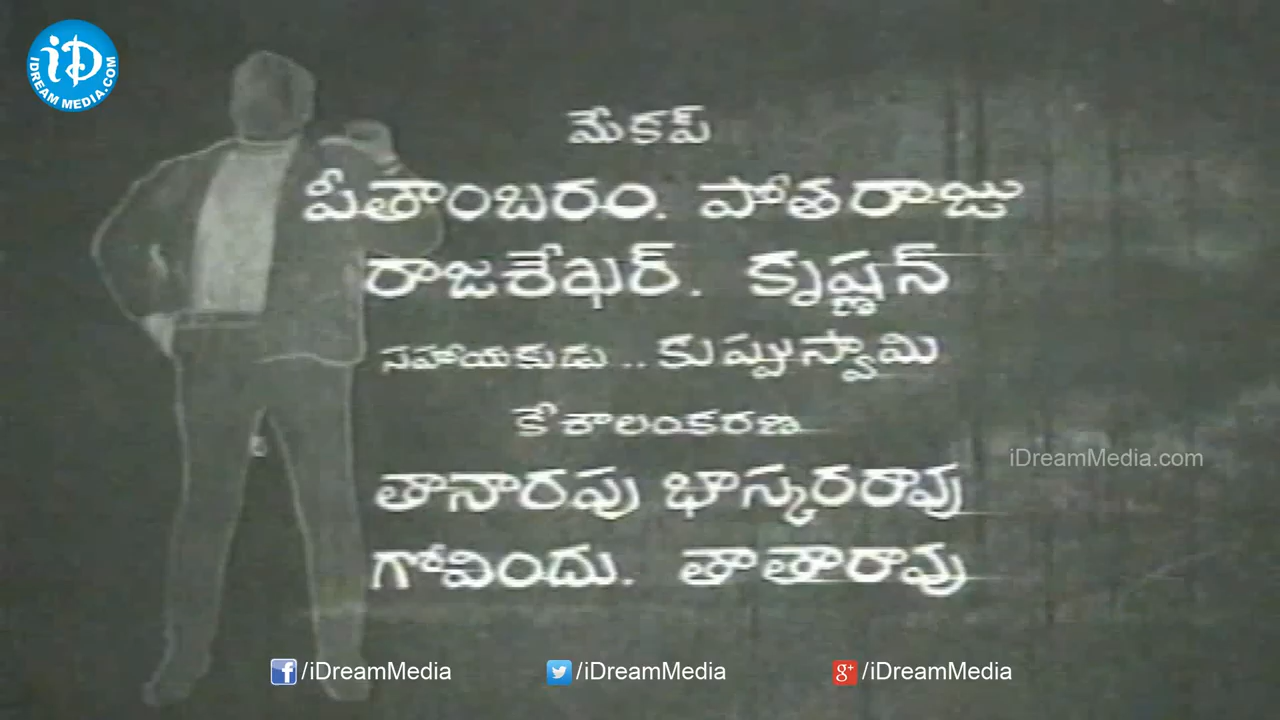 iD
IDREAM MEDIA.COM
మేకప్
పీతాంబరం. పోతరాజు
రాజశేఖర్. కృష్ణన్
సహాయకుడు .. కుప్పుస్వామి
కేశాలంకరణ
తానారపు భాస్కరరావు
iDreamMedia.com
గోవిందు. తాతారావు
f /iDreamMedia
/iDreamMedia
g+ /iDreamMedia